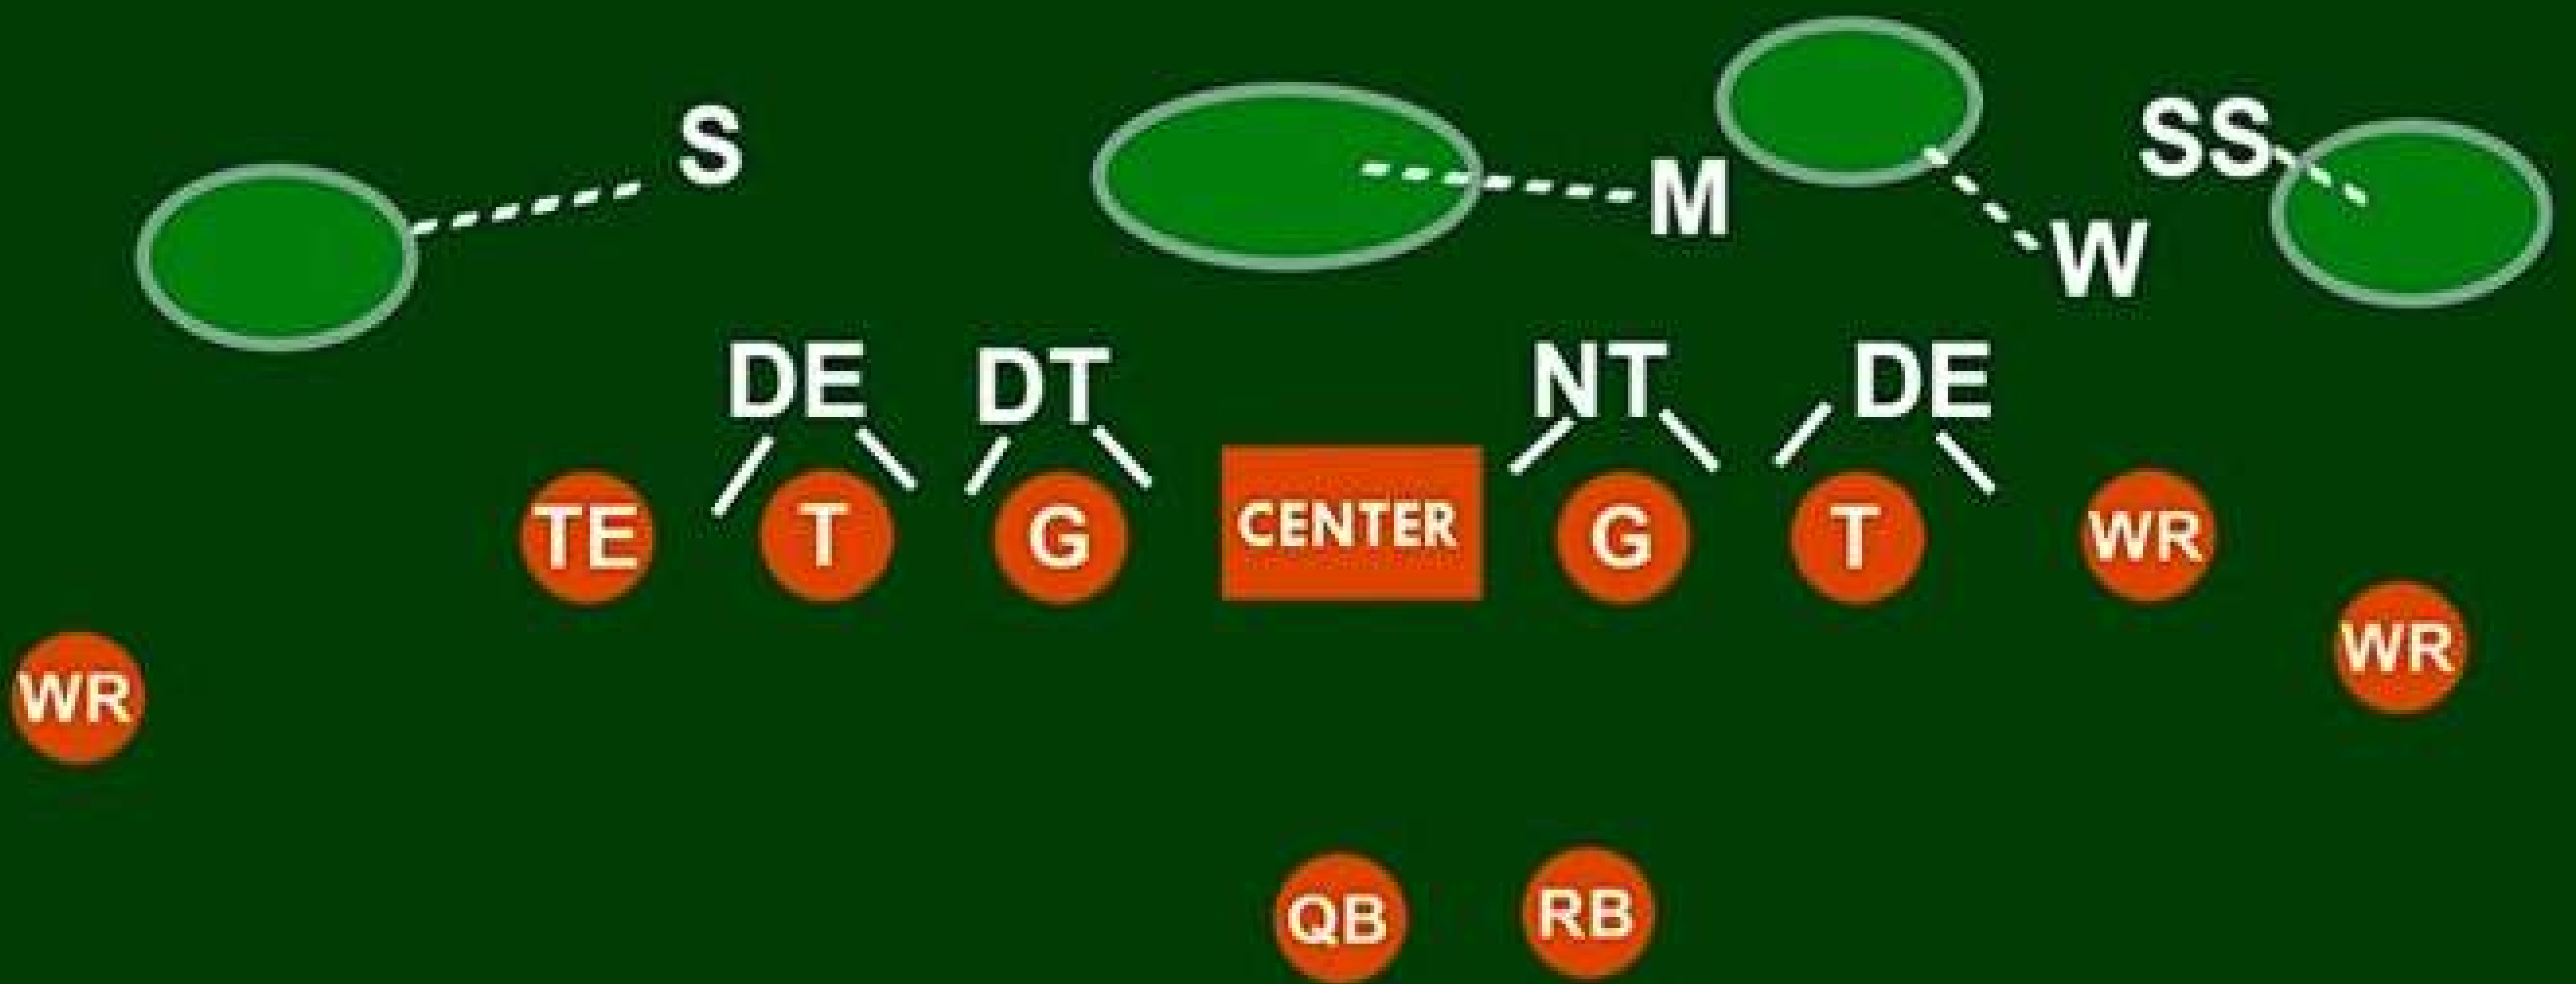 S M W SS
DE DT NT DE
TE T G CENTER G T WR
WR WR
QB RB